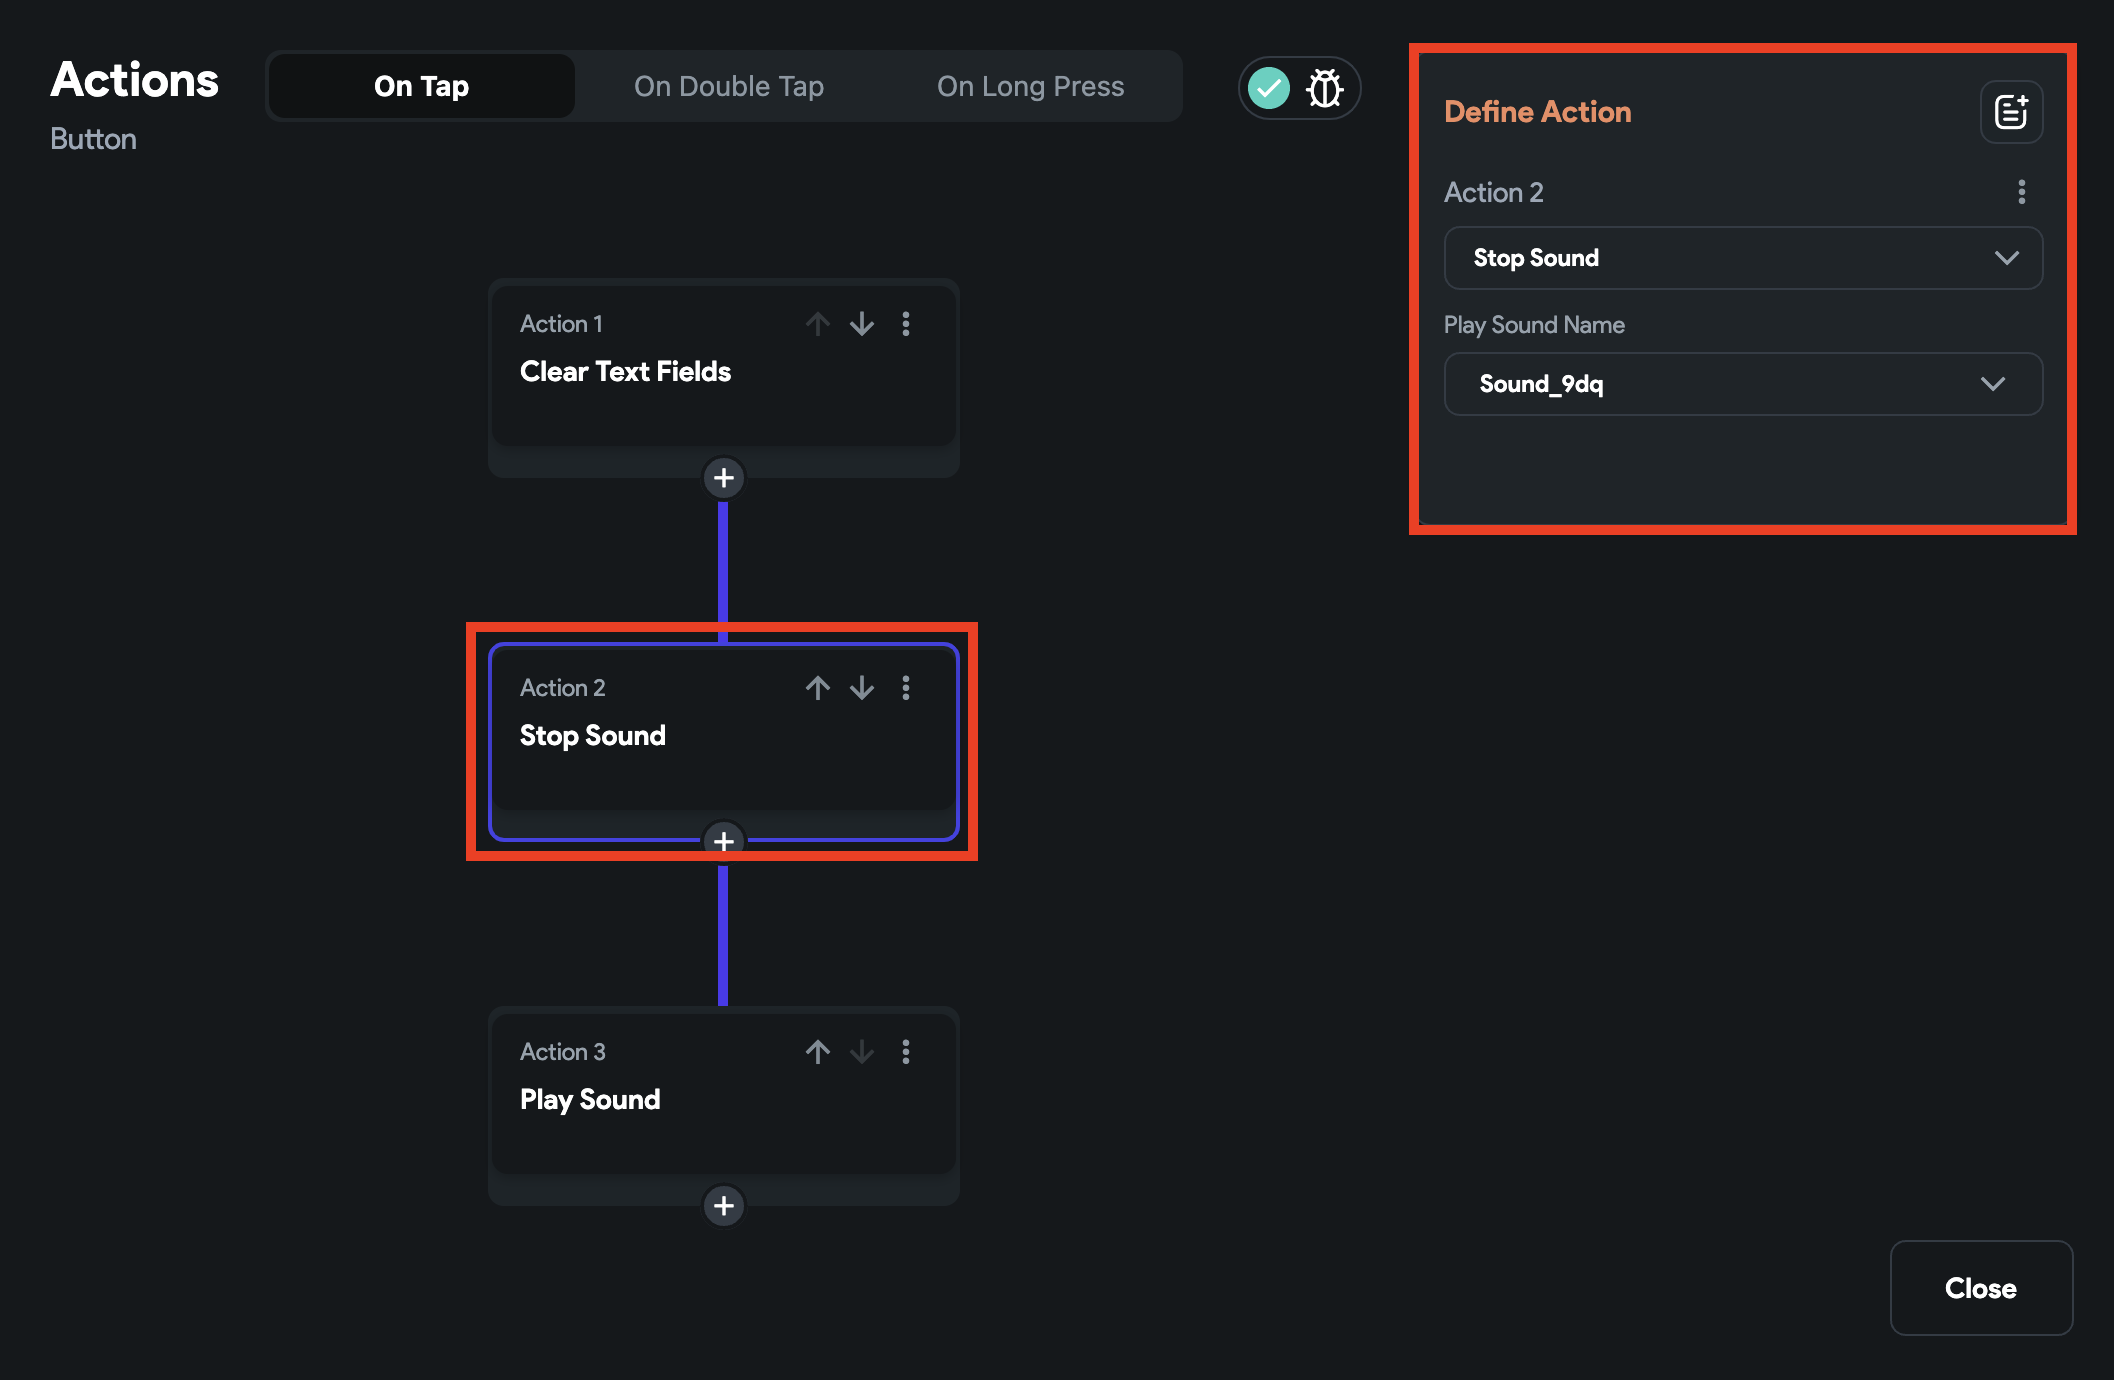 Actions
Button
On Tap
On Double Tap
On Long Press
Define Action
Action 2
Stop Sound
Play Sound Name
Sound_9dq
Action 1
Clear Text Fields
Action 2
Stop Sound
Action 3
Play Sound
Close